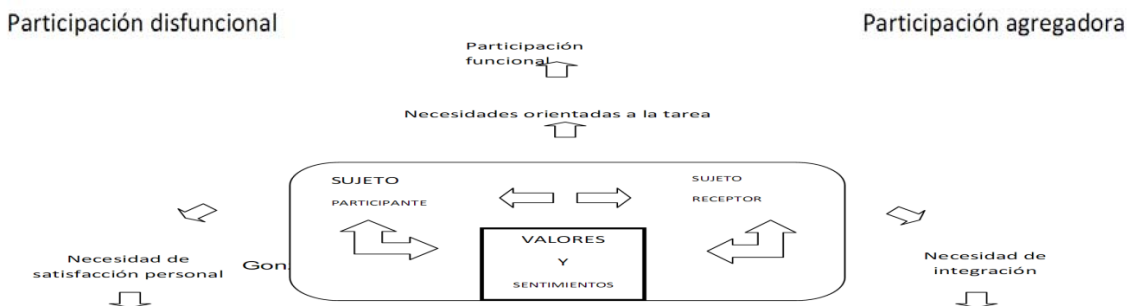 Participación disfuncional
Participación agregadora
Participación
funcional
Necesidades orientadas a la tarea
SUJETO
PARTICIPANTE
SUJETO
RECEPTOR
VALORES
Y
SENTIMIENTOS
Necesidad de
satisfacción personal
Gon.
Necesidad de
integración